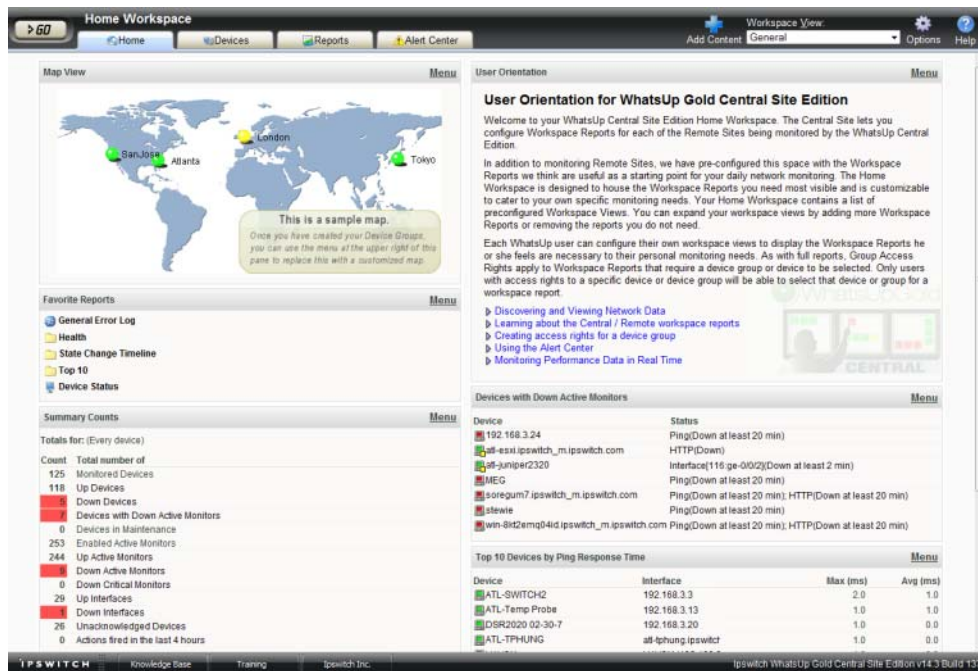 > GO
Home Workspace
Home
Devices
Reports
Alert Center
Add Content
Workspace View:
General
Options
Help
Map View
Menu
SanJose
Atlanta
London
Tokyo
This is a sample map.
Once you have created your Device Groups,
you can use the menu at the upper right of this
pane to replace this with a customized map.
Favorite Reports
Menu
General Error Log
Health
State Change Timeline
Top 10
Device Status
Summary Counts
Menu
Totals for: (Every device)
Count Total number of
125 Monitored Devices
118 Up Devices
5 Down Devices
7 Devices with Down Active Monitors
0 Devices in Maintenance
253 Enabled Active Monitors
244 Up Active Monitors
9 Down Active Monitors
0 Down Critical Monitors
29 Up Interfaces
1 Down Interfaces
26 Unacknowledged Devices
0 Actions fired in the last 4 hours
User Orientation
Menu
User Orientation for WhatsUp Gold Central Site Edition
Welcome to your WhatsUp Central Site Edition Home Workspace. The Central Site lets you
configure Workspace Reports for each of the Remote Sites being monitored by the WhatsUp Central
Edition.
In addition to monitoring Remote Sites, we have pre-configured this space with the Workspace
Reports we think are useful as a starting point for your daily network monitoring. The Home
Workspace is designed to house the Workspace Reports you need most visible and is customizable
to cater to your own specific monitoring needs. Your Home Workspace contains a list of
preconfigured Workspace Views. You can expand your workspace views by adding more Workspace
Reports or removing the reports you do not need.
Each WhatsUp user can configure their own workspace views to display the Workspace Reports he
or she feels are necessary to their personal monitoring needs. As with full reports, Group Access
Rights apply to Workspace Reports that require a device group or device to be selected. Only users
with access rights to a specific device or device group will be able to select that device or group for a
workspace report.
WhatsUpGold
CENTRAL
Discovering and Viewing Network Data
Learning about the Central / Remote workspace reports
Creating access rights for a device group
Using the Alert Center
Monitoring Performance Data in Real Time
Devices with Down Active Monitors
Menu
Device Status
192.168.3.24 Ping(Down at least 20 min)
atl-esxi.ipswitch_m.ipswitch.com HTTP(Down)
atl-juniper2320 Interface[116:ge-0/0/2](Down at least 2 min)
MEG Ping(Down at least 20 min)
soregum7.ipswitch_m.ipswitch.com Ping(Down at least 20 min); HTTP(Down at least 20 min)
stewie Ping(Down at least 20 min)
win-8kt2emq04id.ipswitch_m.ipswitch.com Ping(Down at least 20 min); HTTP(Down at least 20 min)
Top 10 Devices by Ping Response Time
Menu
Device Interface Max (ms) Avg (ms)
ATL-SWITCH2 192.168.3.3 2.0 1.0
ATL-Temp Probe 192.168.3.13 1.0 1.0
DSR2020 02-30-7 192.168.3.20 1.0 0.0
ATL-TPHUNG atl-tphung.ipswitch 1.0 0.0
IPSWITCH
Knowledge Base
Training
Ipswitch Inc.
Ipswitch WhatsUp Gold Central Site Edition v14.3 Build